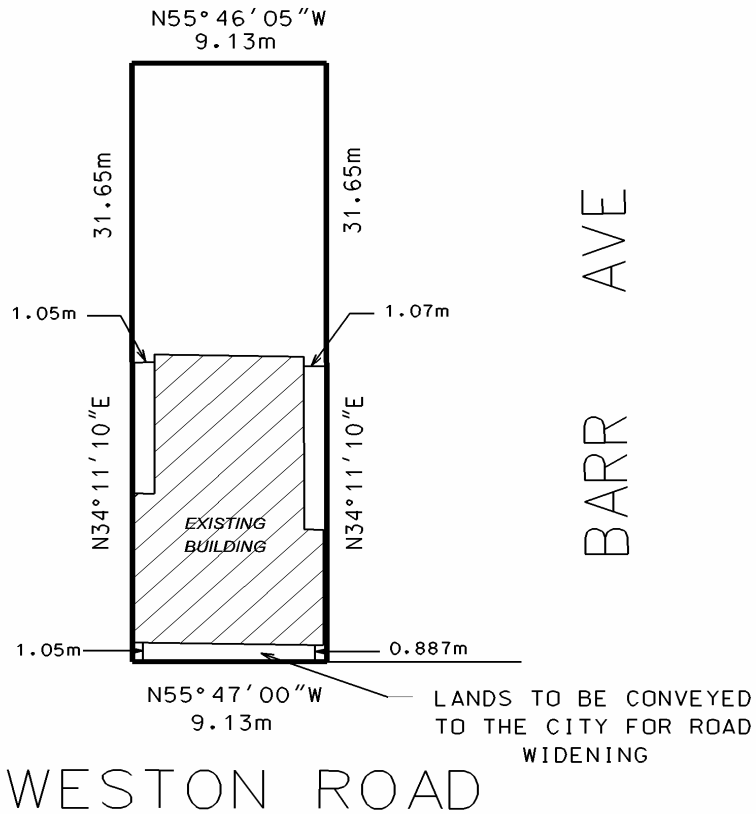 N55°46'05"W
9.13m
31.65m
31.65m
1.05m
1.07m
N34°11'10"E
N34°11'10"E
EXISTING
BUILDING
BARR AVE
1.05m
0.887m
N55°47'00"W
9.13m
LANDS TO BE CONVEYED
TO THE CITY FOR ROAD
WIDENING
WESTON ROAD